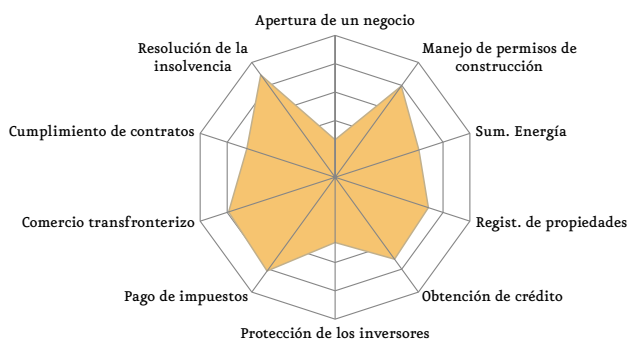 Apertura de un negocio
Resolución de la
insolvencia
Manejo de permisos de
construcción
Cumplimiento de contratos
Sum. Energía
Comercio transfronterizo
Regist. de propiedades
Pago de impuestos
Obtención de crédito
Protección de los inversores